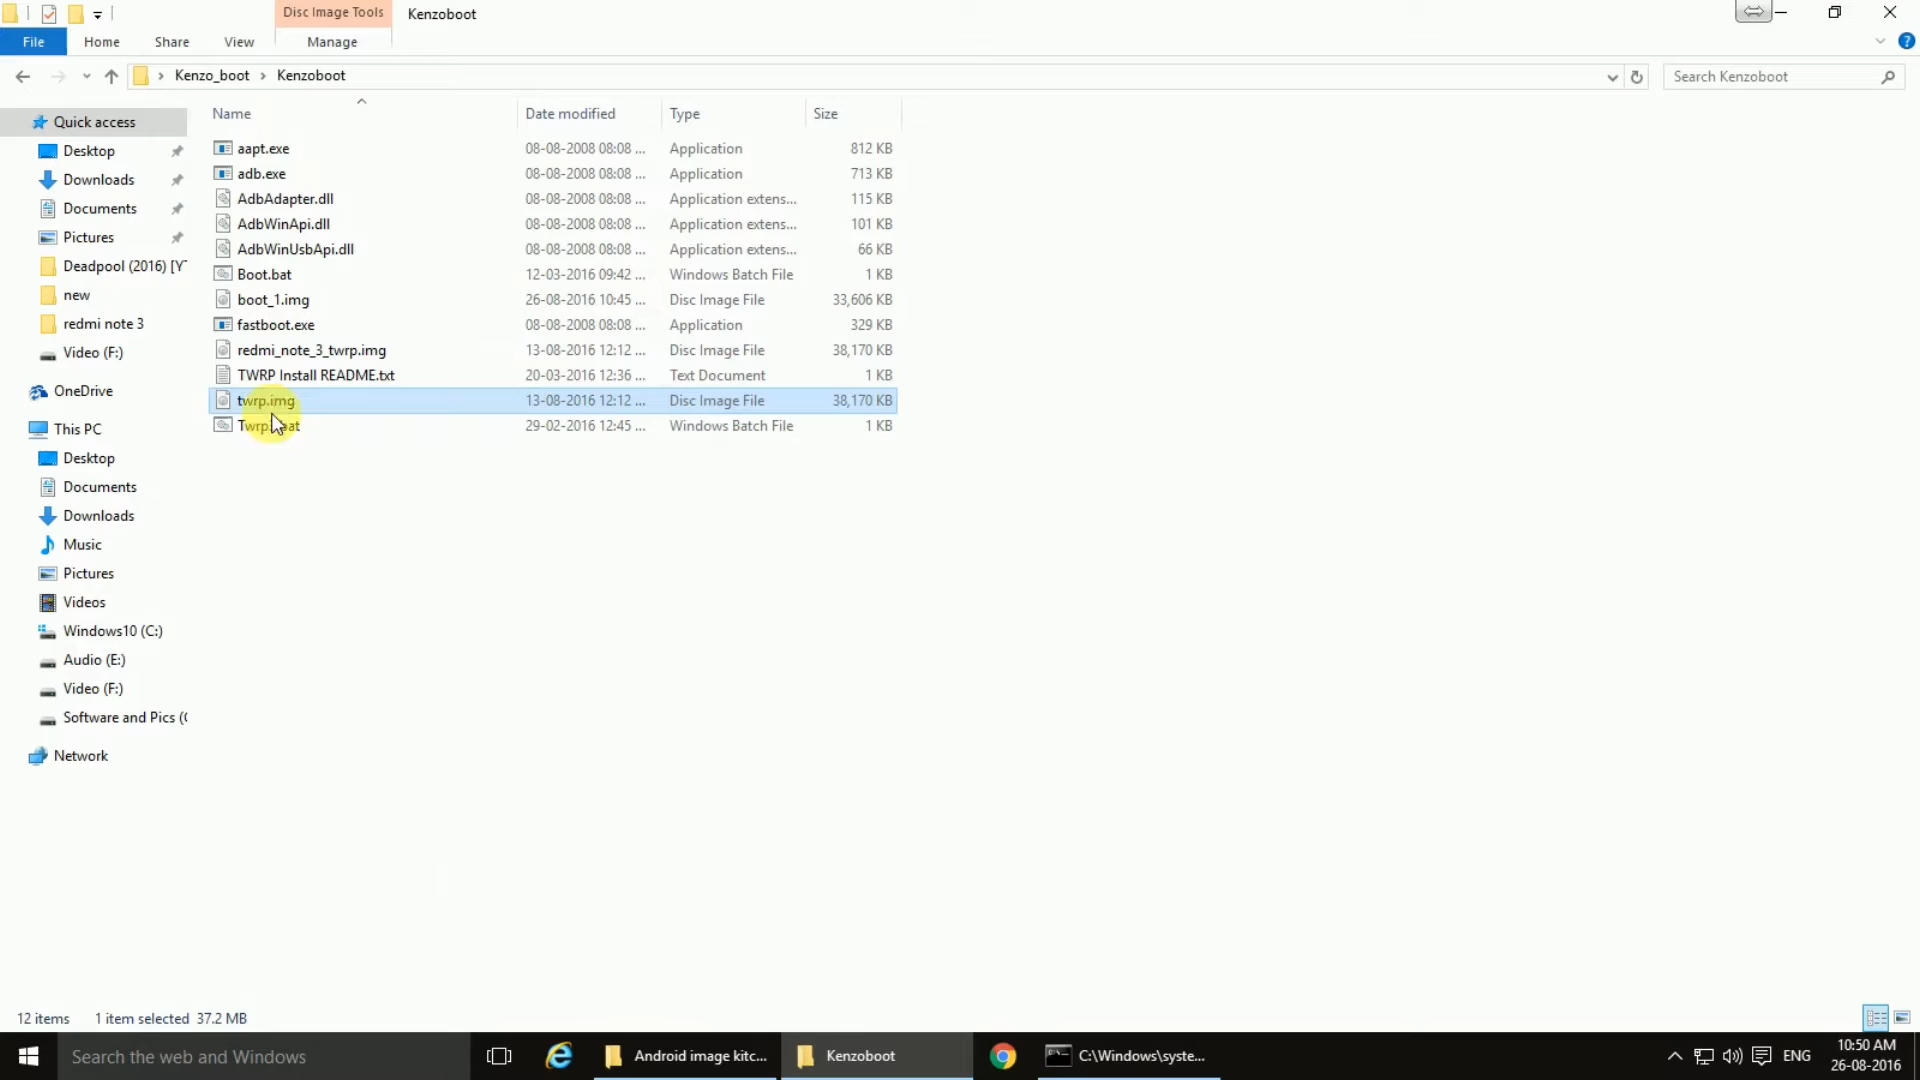 Disc Image Tools
Kenzoboot
File
Home
Share
View
Manage
Kenzo_boot
Kenzoboot
Search Kenzoboot
Name
Date modified
Type
Size
aapt.exe 08-08-2008 08:08 ... Application 812 KB
adb.exe 08-08-2008 08:08 ... Application 713 KB
AdbAdapter.dll 08-08-2008 08:08 ... Application extens... 115 KB
AdbWinApi.dll 08-08-2008 08:08 ... Application extens... 101 KB
AdbWinUsbApi.dll 08-08-2008 08:08 ... Application extens... 66 KB
Boot.bat 12-03-2016 09:42 ... Windows Batch File 1 KB
boot_1.img 26-08-2016 10:45 ... Disc Image File 33,606 KB
fastboot.exe 08-08-2008 08:08 ... Application 329 KB
redmi_note_3_twrp.img 13-08-2016 12:12 ... Disc Image File 38,170 KB
TWRP Install README.txt 20-03-2016 12:36 ... Text Document 1 KB
twrp.img 13-08-2016 12:12 ... Disc Image File 38,170 KB
29-02-2016 12:45 ... Windows Batch File 1 KB
Quick access
Desktop
Downloads
Documents
Pictures
Deadpool (2016) [Y
new
redmi note 3
Video (F:)
OneDrive
This PC
Desktop
Documents
Downloads
Music
Pictures
Videos
Windows10 (C:)
Audio (E:)
Video (F:)
Software and Pics (
Network
12 items 1 item selected 37.2 MB
Search the web and Windows
Android image kitc...
Kenzoboot
C:\Windows\syste...
ENG
10:50 AM
26-08-2016